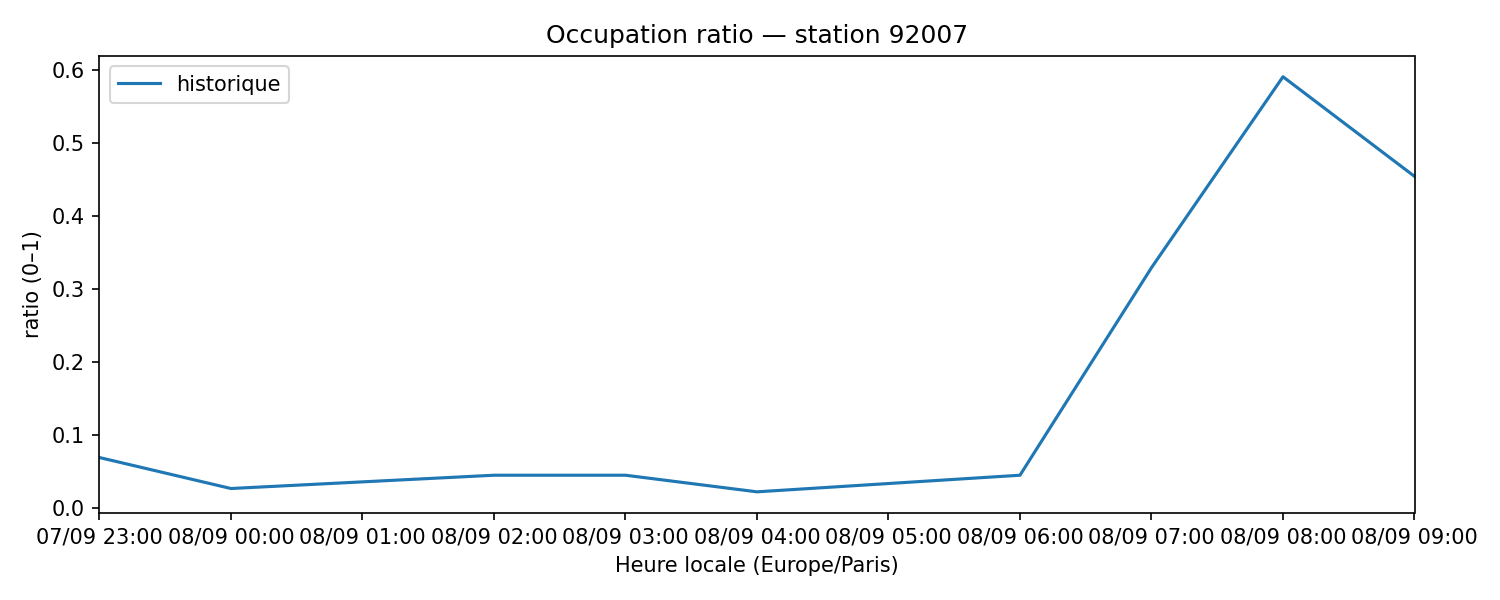 Occupation ratio — station 92007
historique
ratio (0–1)
0.6
0.5
0.4
0.3
0.2
0.1
0.0
07/09 23:00 08/09 00:00 08/09 01:00 08/09 02:00 08/09 03:00 08/09 04:00 08/09 05:00 08/09 06:00 08/09 07:00 08/09 08:00 08/09 09:00
Heure locale (Europe/Paris)